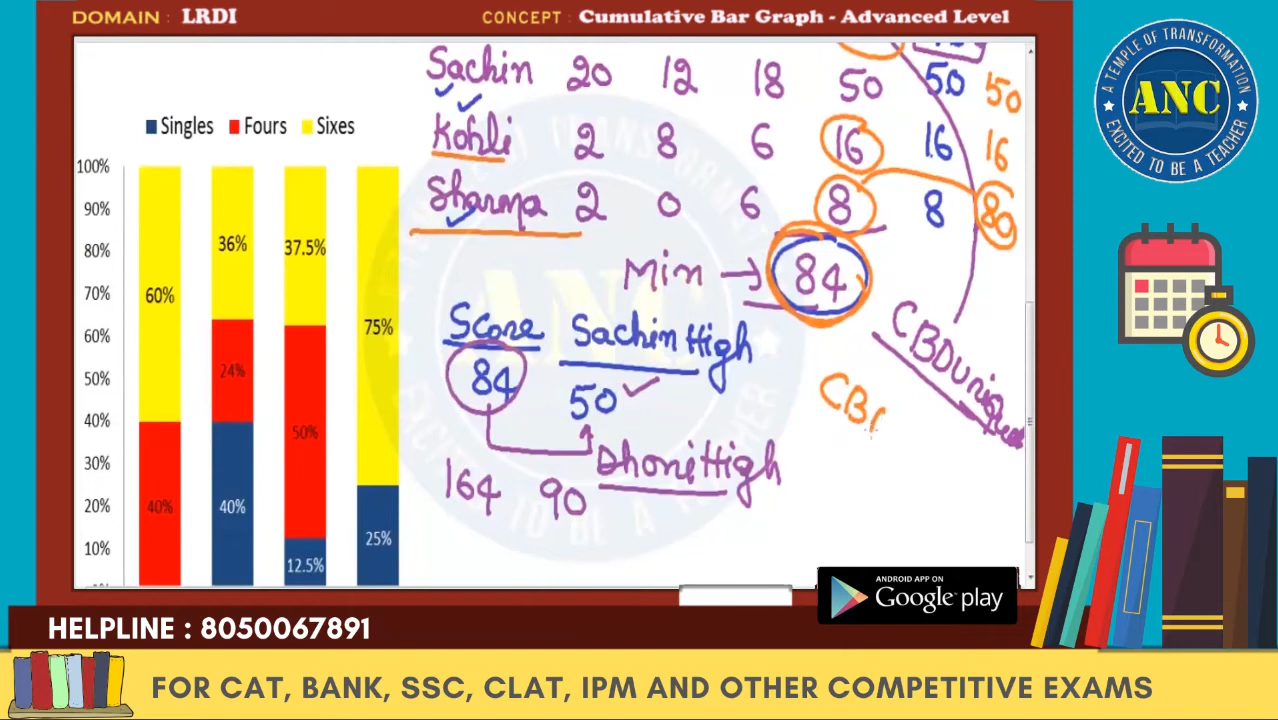 DOMAIN : LRDI
CONCEPT : Cumulative Bar Graph - Advanced Level
A TEMPLE OF TRANSFORMATION
ANC
EXCITED TO BE A TEACHER
Sachin 20 12 18 50 50 50
Kohli 2 8 6 16 16 16
Sharma 2 0 6 8 8 80
Min → 84
Score Sachin High
84 50
Dhoni High
164 90
CBD
CB
Singles Fours Sixes
100%
90%
80%
70%
60%
50%
40%
30%
20%
10%
60% 36% 37.5% 75%
24% 50%
40% 40% 12.5% 25%
ANDROID APP ON
Google play
HELPLINE : 8050067891
FOR CAT, BANK, SSC, CLAT, IPM AND OTHER COMPETITIVE EXAMS